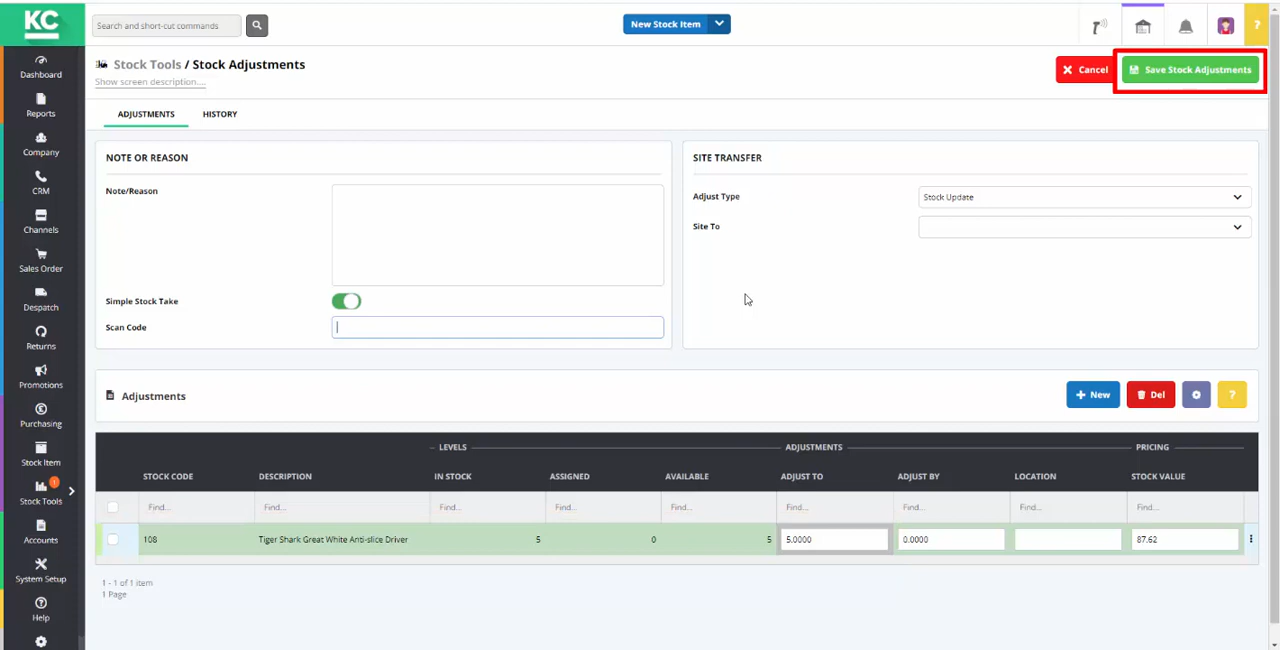 KC
Search and short-cut commands
New Stock Item
?
Stock Tools / Stock Adjustments
Show screen description....
Cancel
Save Stock Adjustments
Dashboard
Reports
Company
CRM
Channels
Sales Order
Despatch
Returns
Promotions
Purchasing
Stock Item
1
Stock Tools
Accounts
System Setup
Help
ADJUSTMENTS HISTORY
NOTE OR REASON
Note/Reason
Simple Stock Take
Scan Code
SITE TRANSFER
Adjust Type Stock Update
Site To
Adjustments
New Del ?
LEVELS ADJUSTMENTS PRICING
STOCK CODE DESCRIPTION IN STOCK ASSIGNED AVAILABLE ADJUST TO ADJUST BY LOCATION STOCK VALUE
Find... Find... Find... Find... Find... Find... Find... Find... Find...
108 Tiger Shark Great White Anti-slice Driver 5 0 5 5.0000 0.0000 87.62
1 - 1 of 1 item
1 Page